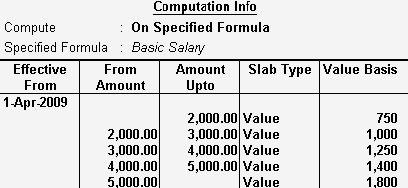 Computation Info
Compute : On Specified Formula
Specified Formula : Basic Salary
Effective From Amount Slab Type Value Basis
From Amount Upto
1-Apr-2009
2,000.00 Value 750
2,000.00 3,000.00 Value 1,000
3,000.00 4,000.00 Value 1,250
4,000.00 5,000.00 Value 1,400
5,000.00 Value 1,800